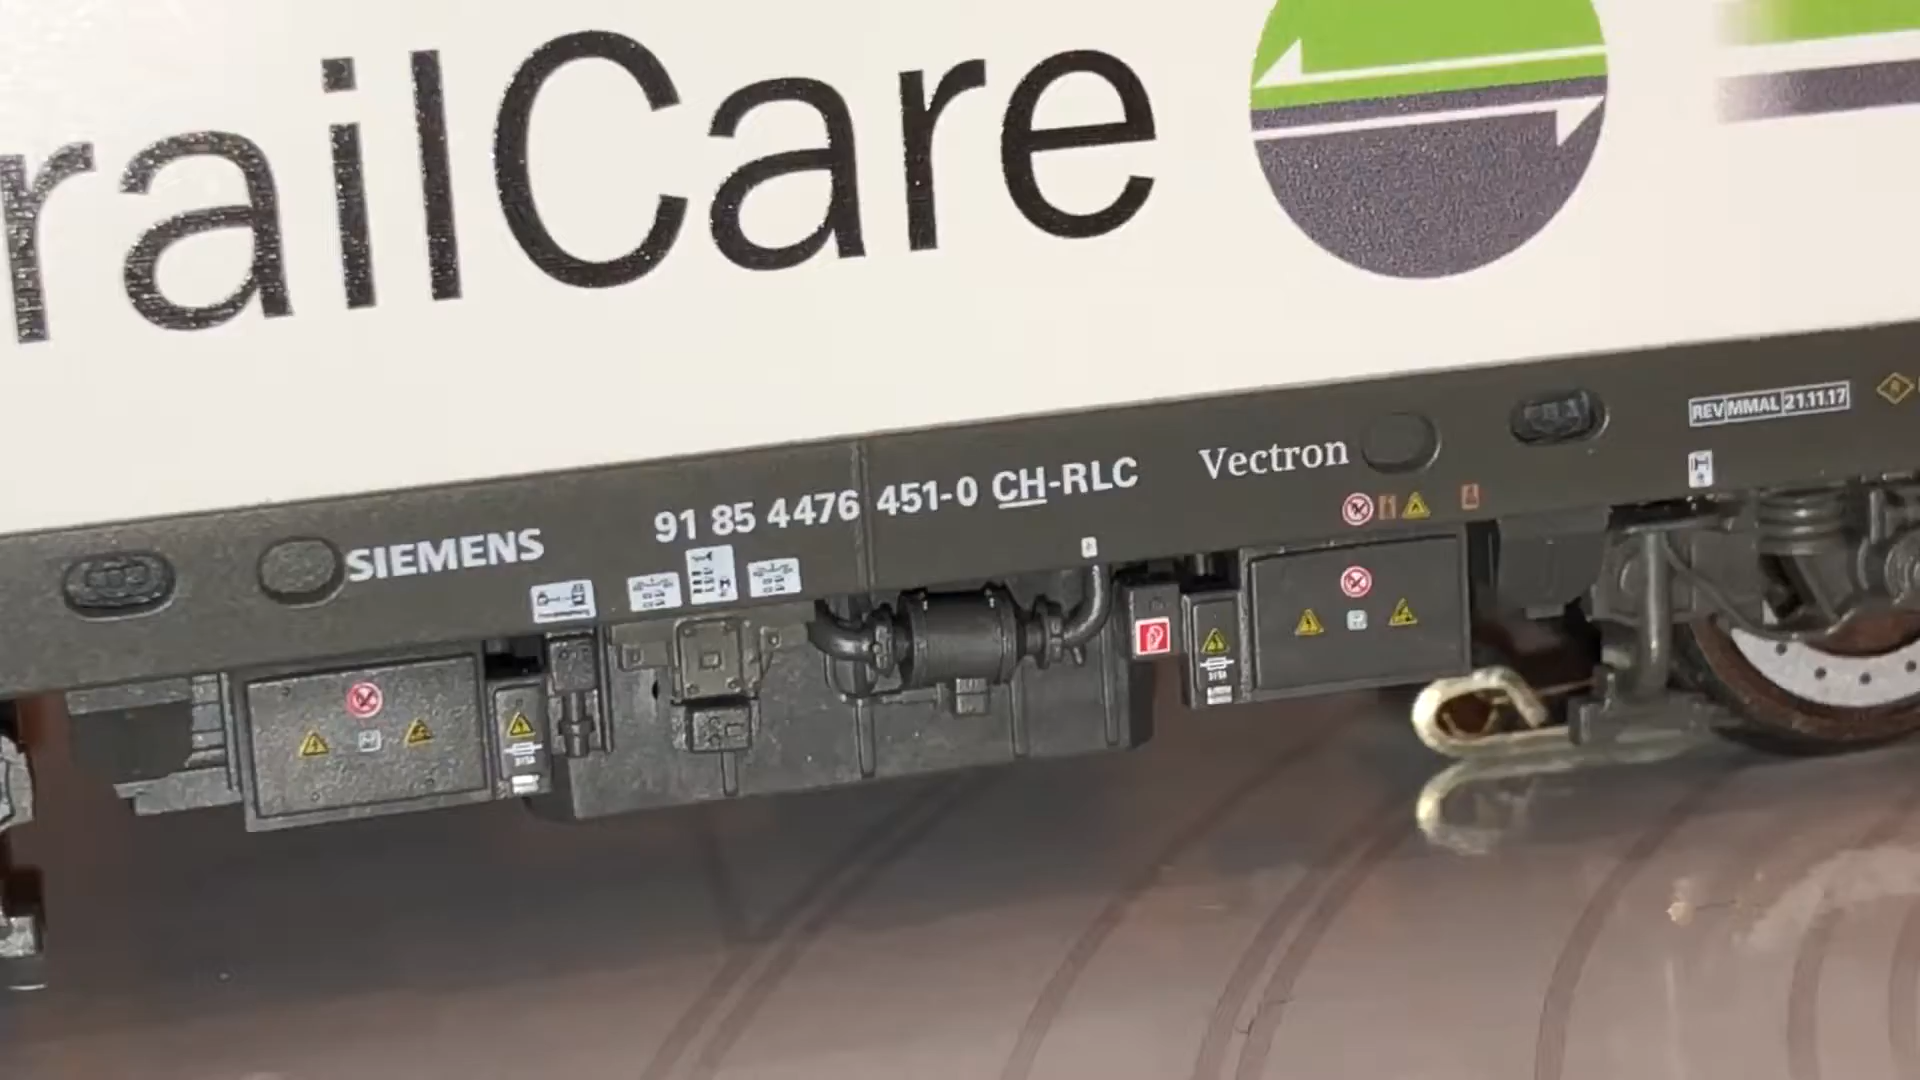 railCare
REV MMAL 21.11.17
SIEMENS 91 85 4476 451-0 CH-RLC Vectron